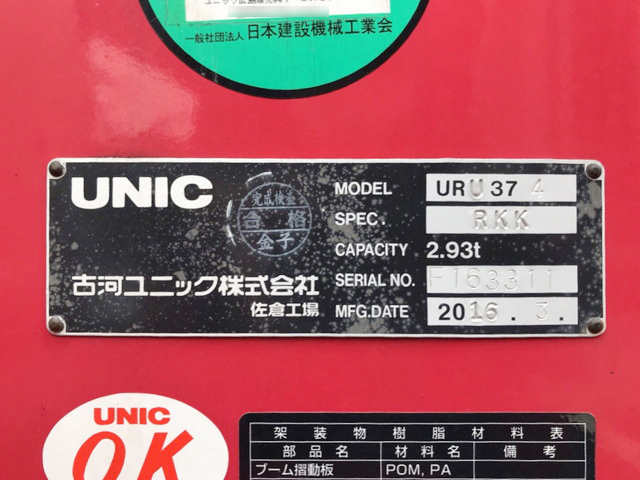 一般社団法人 日本建設機械工業会
UNIC
完成検査
合格
金子
MODEL URU374
SPEC. RKK
CAPACITY 2.93t
SERIAL NO. F163311
MFG.DATE 2016.3.
古河ユニック株式会社
佐倉工場
UNIC
OK
架装物樹脂材料表
部品名 材料名 備考
ブーム摺動板 POM, PA